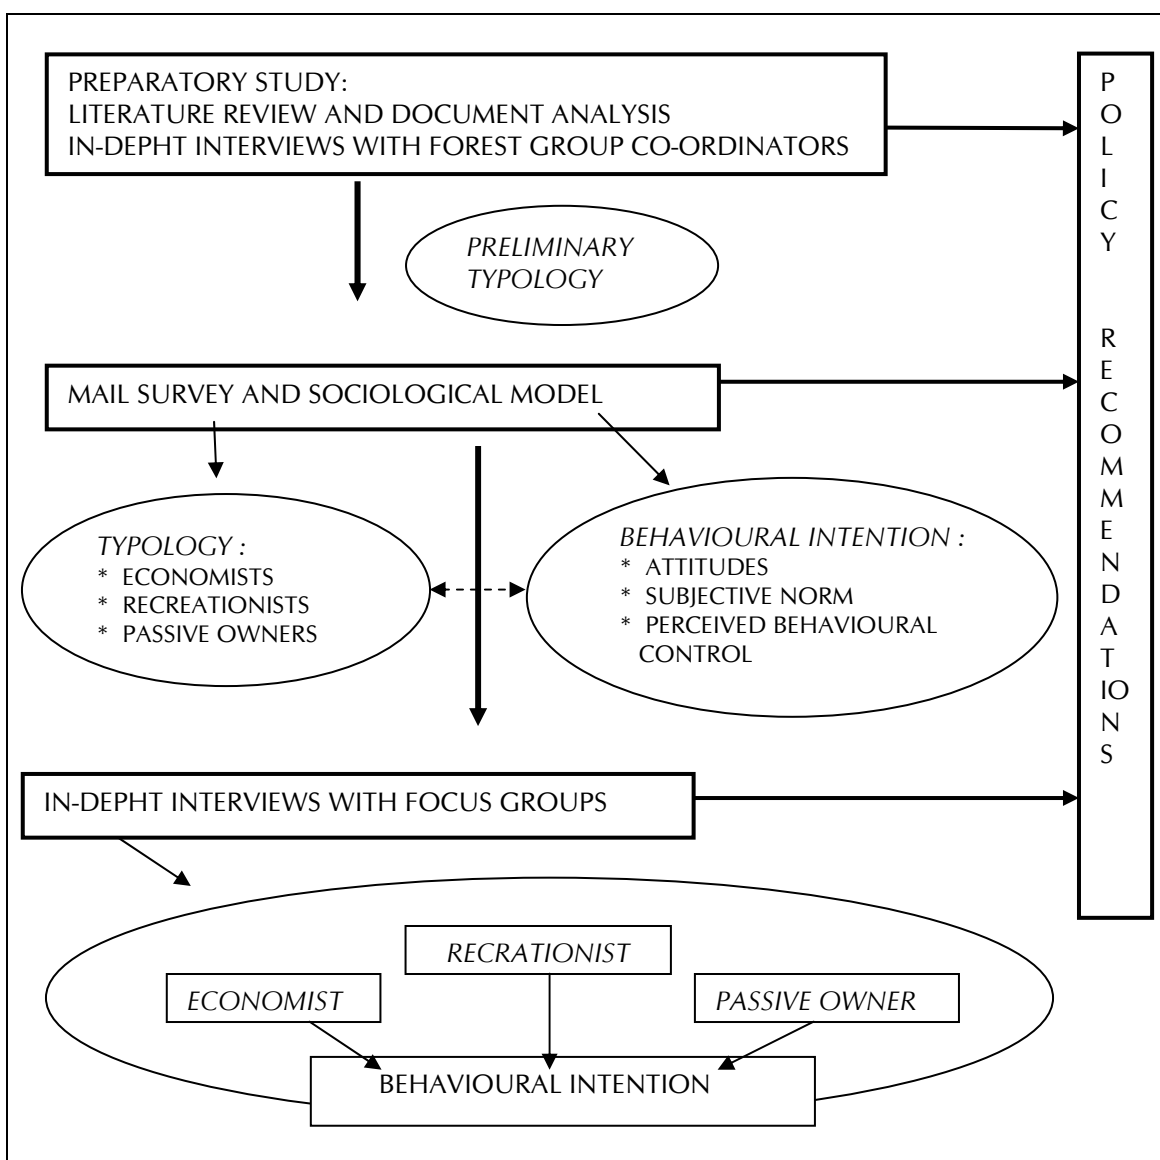 PREPARATORY STUDY:
LITERATURE REVIEW AND DOCUMENT ANALYSIS
IN-DEPHT INTERVIEWS WITH FOREST GROUP CO-ORDINATORS
PRELIMINARY
TYPOLOGY
MAIL SURVEY AND SOCIOLOGICAL MODEL
TYPOLOGY :
* ECONOMISTS
* RECREATIONISTS
* PASSIVE OWNERS
BEHAVIOURAL INTENTION :
* ATTITUDES
* SUBJECTIVE NORM
* PERCEIVED BEHAVIOURAL
CONTROL
IN-DEPHT INTERVIEWS WITH FOCUS GROUPS
RECRATIONIST
ECONOMIST
PASSIVE OWNER
BEHAVIOURAL INTENTION
POLICY RECOMMENDATIONS